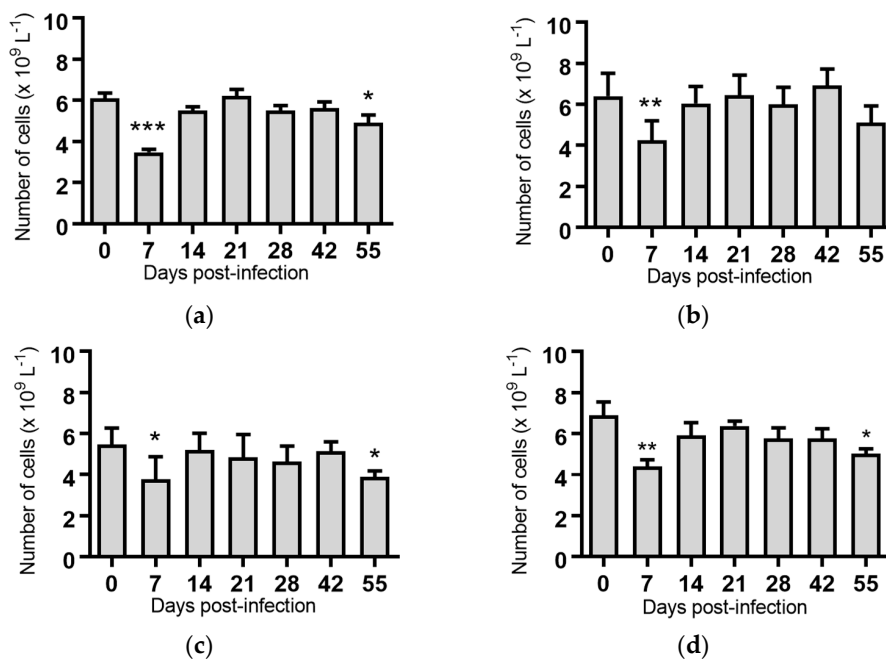 Number of cells (x 10⁹ L⁻¹)
10
8
6
4
2
0
***
*
0 7 14 21 28 42 55
Days post-infection
(a)
Number of cells (x 10⁹ L⁻¹)
10
8
6
4
2
0
**
0 7 14 21 28 42 55
Days post-infection
(b)
Number of cells (x 10⁹ L⁻¹)
10
8
6
4
2
0
*
*
0 7 14 21 28 42 55
Days post-infection
(c)
Number of cells (x 10⁹ L⁻¹)
10
8
6
4
2
0
**
*
0 7 14 21 28 42 55
Days post-infection
(d)